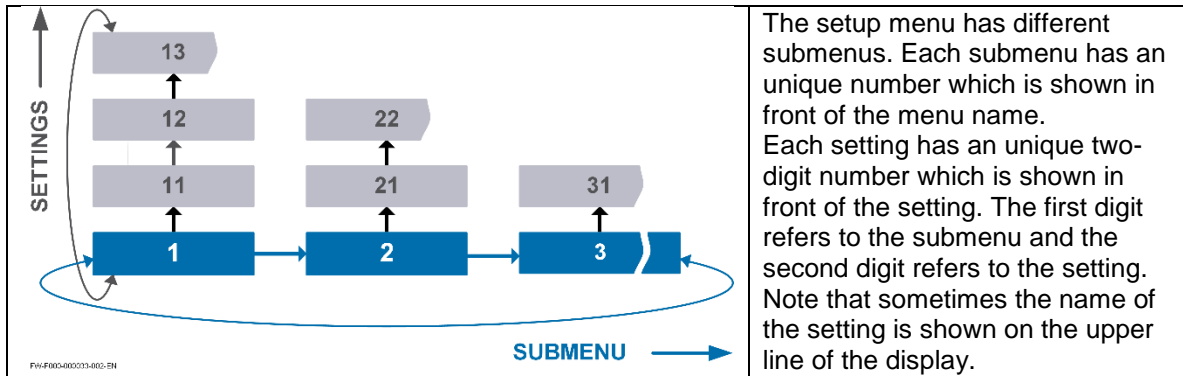 SETTINGS
13
12
22
11
21
31
1
2
3
SUBMENU
FW-F000-000033-002-EN
The setup menu has different
submenus. Each submenu has an
unique number which is shown in
front of the menu name.
Each setting has an unique two-
digit number which is shown in
front of the setting. The first digit
refers to the submenu and the
second digit refers to the setting.
Note that sometimes the name of
the setting is shown on the upper
line of the display.